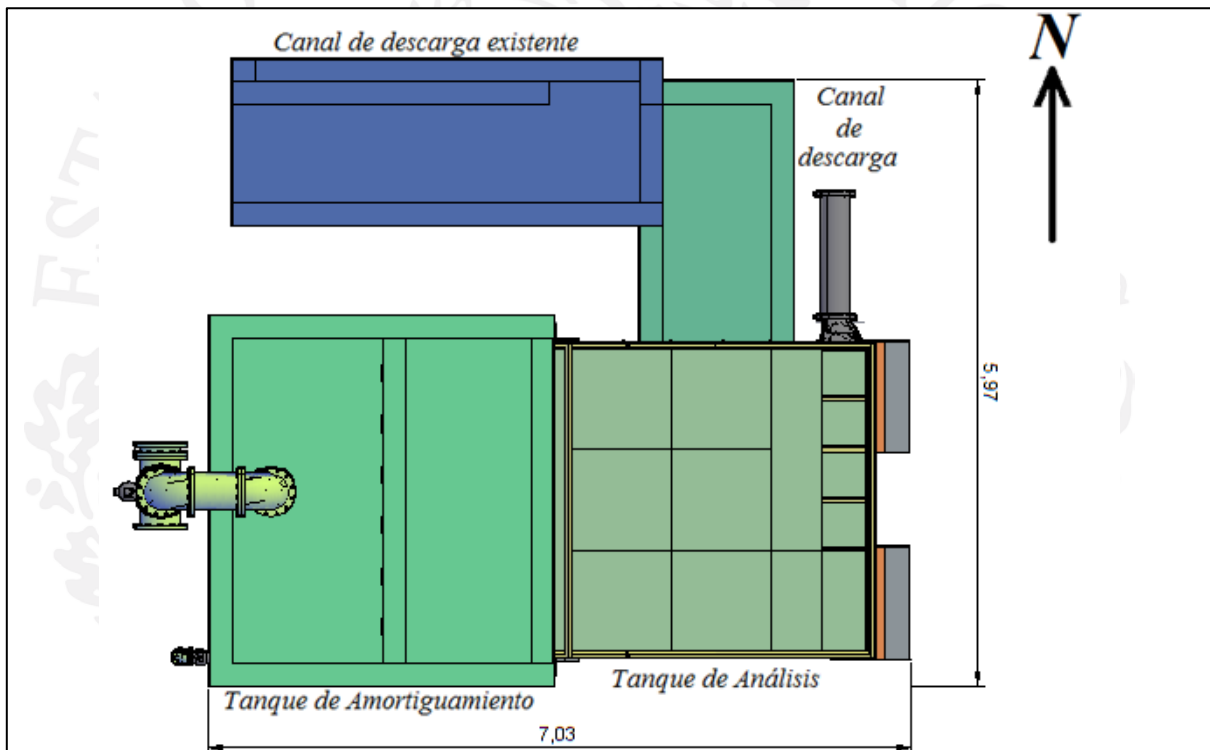 Canal de descarga existente
N
Canal
de
descarga
5,97
Tanque de Análisis
Tanque de Amortiguamiento
7,03